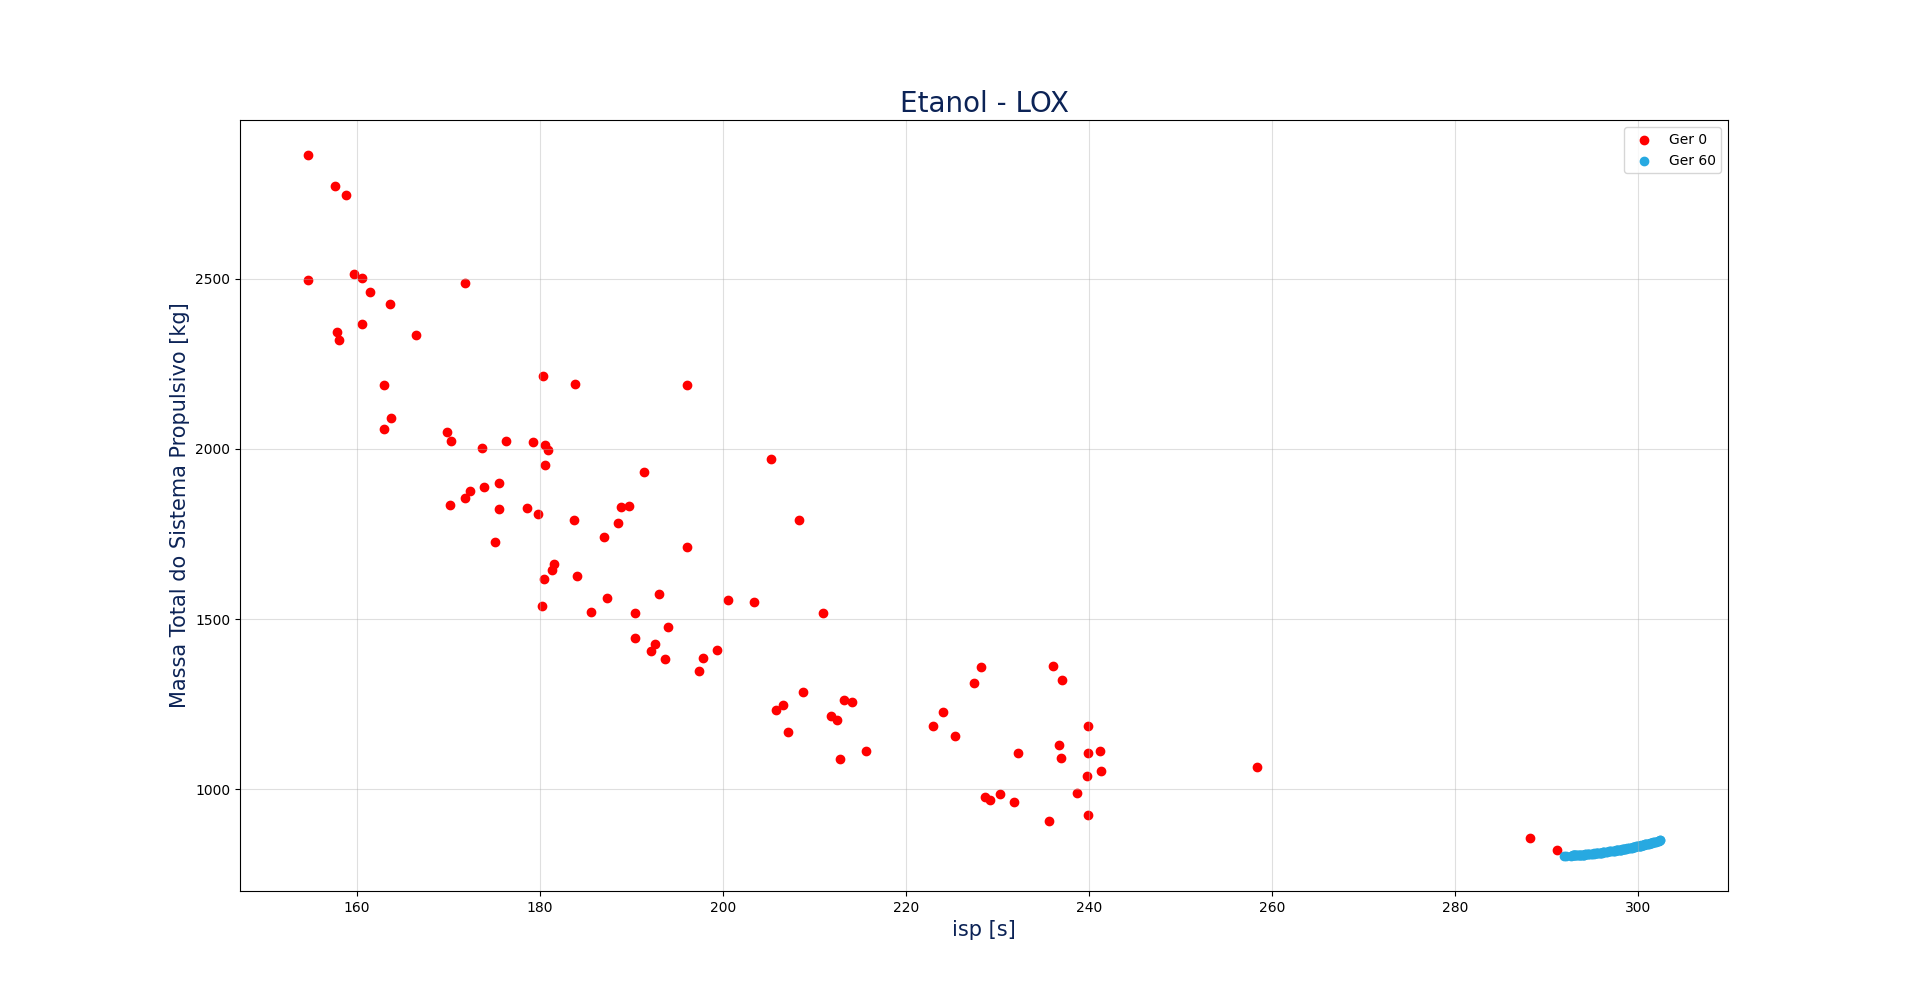 Etanol - LOX
Ger 0
Ger 60
Massa Total do Sistema Propulsivo [kg]
2500
2000
1500
1000
160 180 200 220 240 260 280 300
isp [s]